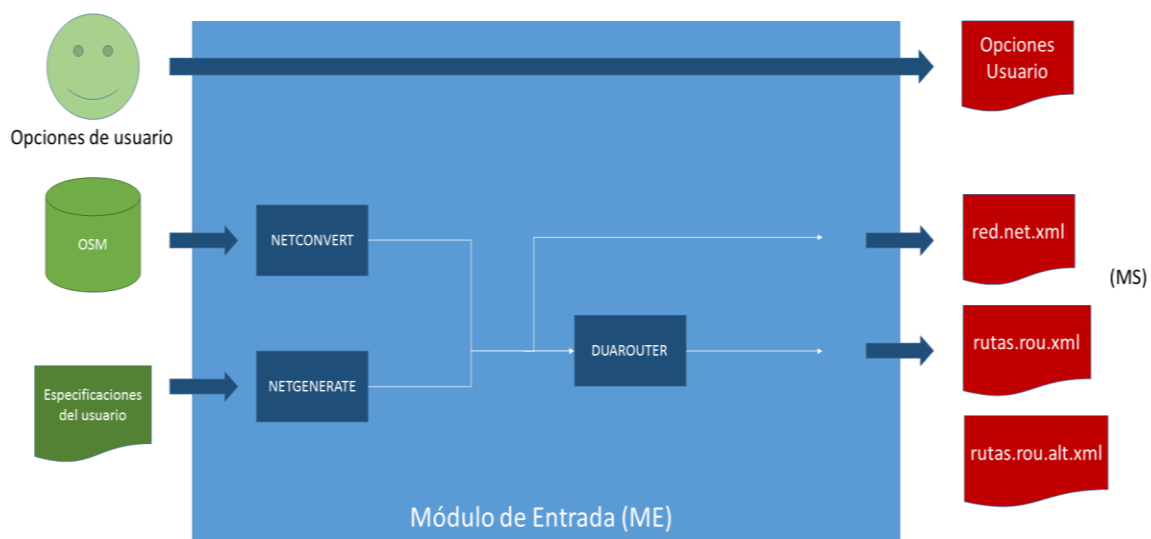 Opciones de usuario
Opciones
Usuario
OSM
NETCONVERT
red.net.xml
(MS)
Especificaciones
del usuario
NETGENERATE
DUAROUTER
rutas.rou.xml
rutas.rou.alt.xml
Módulo de Entrada (ME)